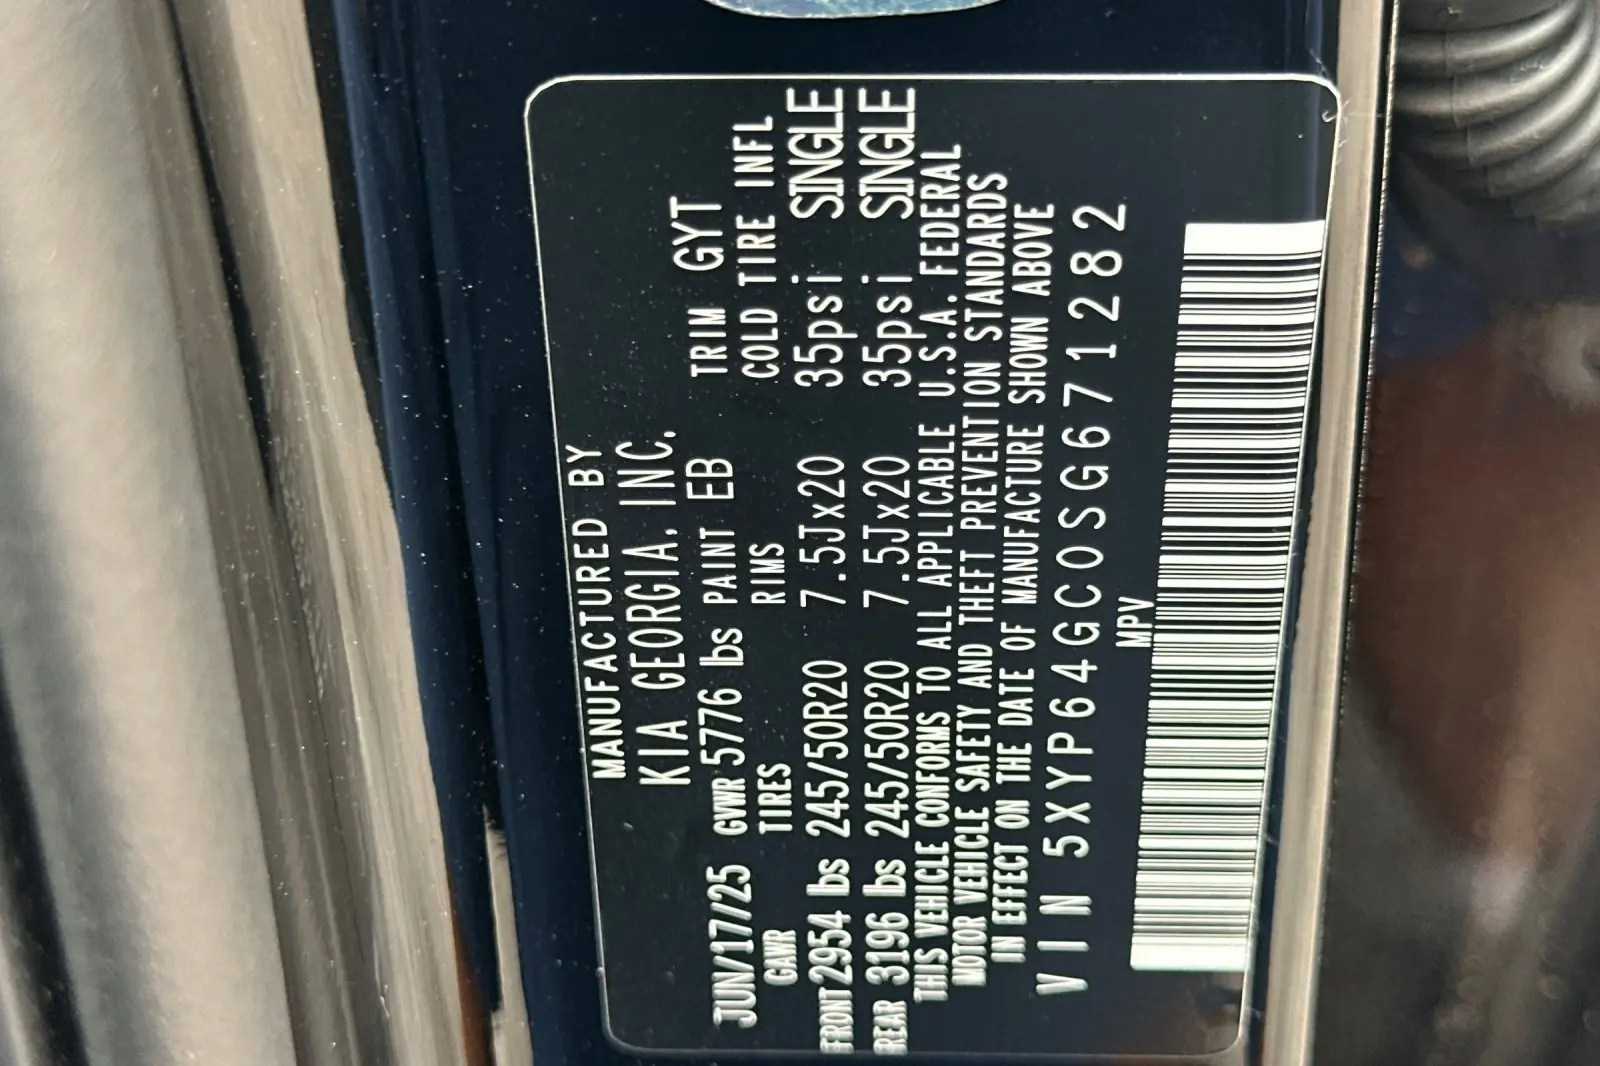 MANUFACTURED BY
KIA GEORGIA, INC.
JUN/17/25 GVWR 5776 lbs PAINT EB TRIM GYT
GAWR TIRES RIMS COLD TIRE INFL
FRONT 2954 lbs 245/50R20 7.5Jx20 35psi SINGLE
REAR 3196 lbs 245/50R20 7.5Jx20 35psi SINGLE
THIS VEHICLE CONFORMS TO ALL APPLICABLE U.S.A. FEDERAL
MOTOR VEHICLE SAFETY AND THEFT PREVENTION STANDARDS
IN EFFECT ON THE DATE OF MANUFACTURE SHOWN ABOVE
VIN 5XYP64GC0SG671282
MPV